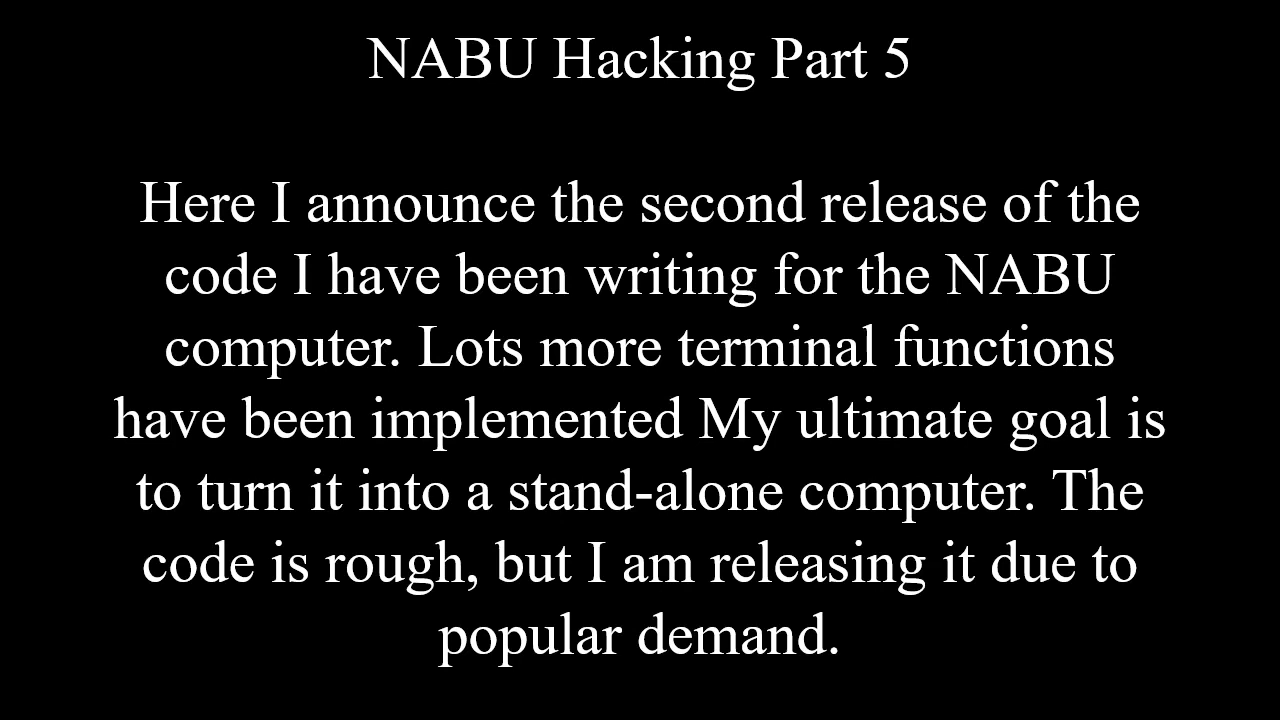 NABU Hacking Part 5
Here I announce the second release of the
code I have been writing for the NABU
computer. Lots more terminal functions
have been implemented My ultimate goal is
to turn it into a stand-alone computer. The
code is rough, but I am releasing it due to
popular demand.